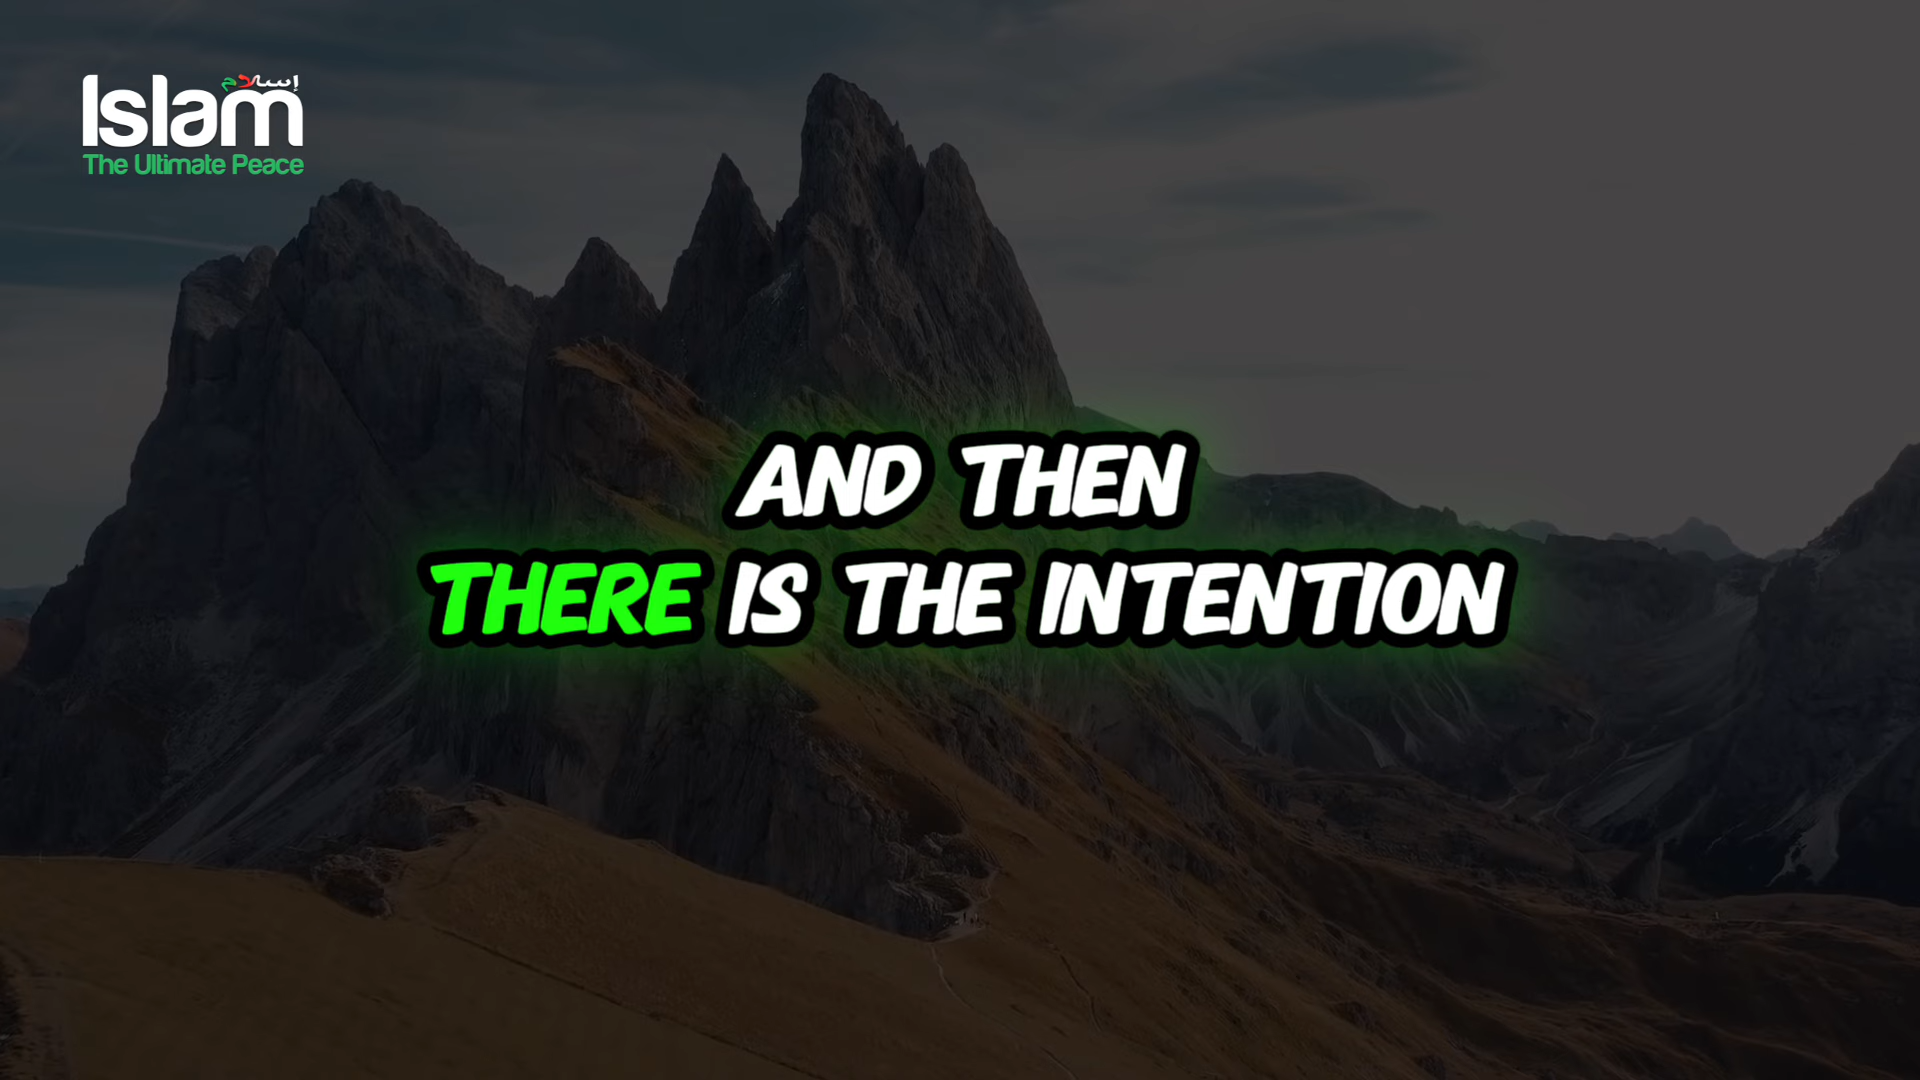 إسلام
Islam
The Ultimate Peace
AND THEN
THERE IS THE INTENTION